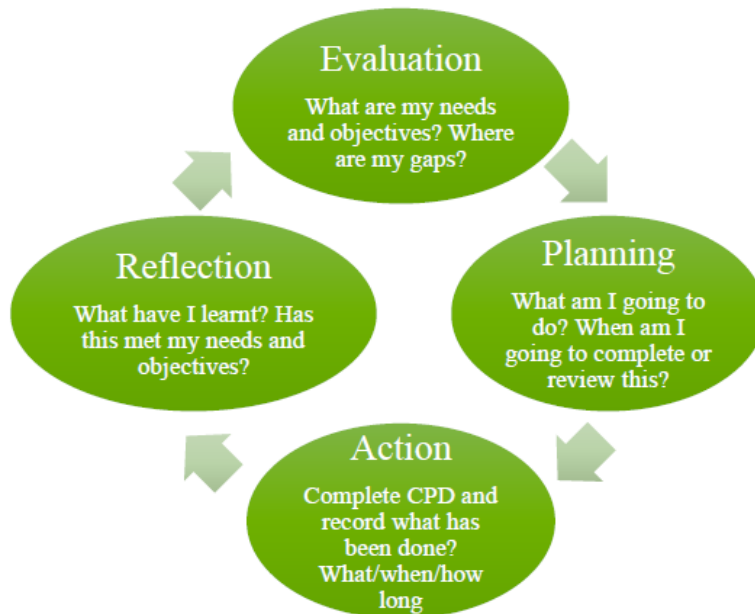 Evaluation
What are my needs
and objectives? Where
are my gaps?
Planning
What am I going to
do? When am I
going to complete or
review this?
Action
Complete CPD and
record what has
been done?
What/when/how
long
Reflection
What have I learnt? Has
this met my needs and
objectives?